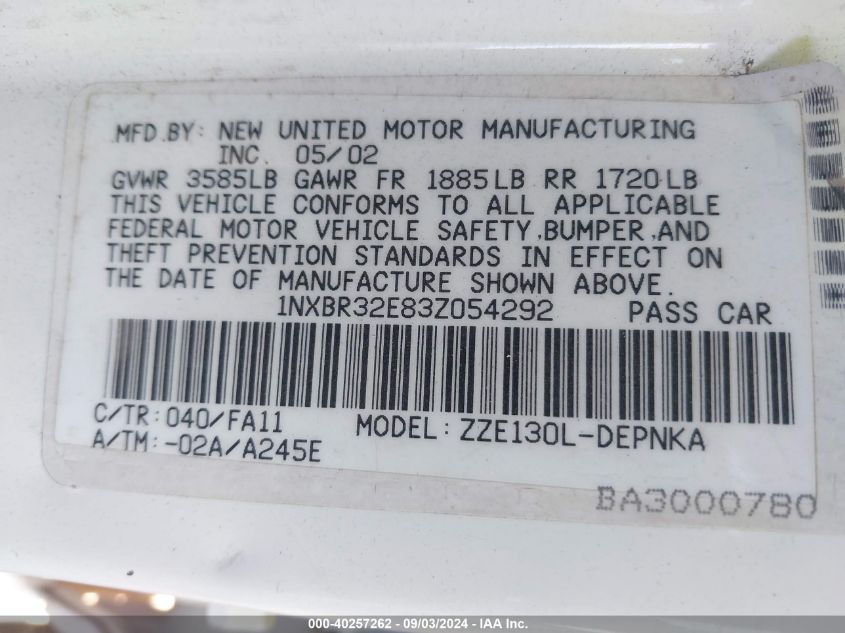 MFD.BY: NEW UNITED MOTOR MANUFACTURING
INC. 05/02
GVWR 3585LB GAWR FR 1885LB RR 1720LB
THIS VEHICLE CONFORMS TO ALL APPLICABLE
FEDERAL MOTOR VEHICLE SAFETY,BUMPER,AND
THEFT PREVENTION STANDARDS IN EFFECT ON
THE DATE OF MANUFACTURE SHOWN ABOVE.
1NXBR32E83Z054292 PASS CAR
C/TR:040/FA11 MODEL:ZZE130L-DEPNKA
A/TM:-02A/A245E
BA3000780
000-40257262 - 09/03/2024 - IAAI.COM